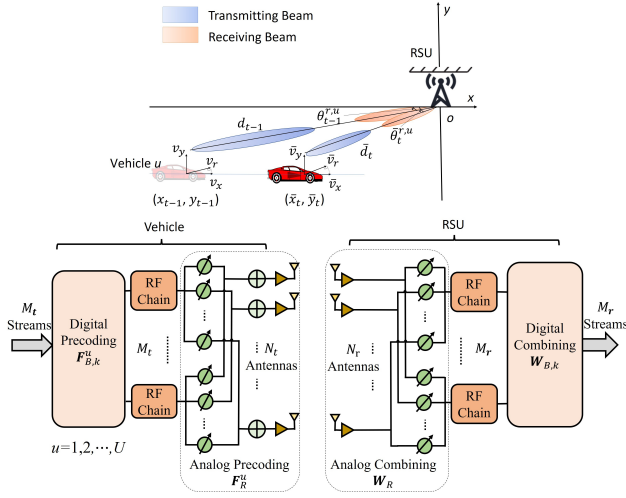 Transmitting Beam
Receiving Beam
y
RSU
x
o
θ^{r,u}_{t-1}
θ̄^{r,u}_t
d_{t-1}
d̄_t
v_y
v_r
v_x
v̄_y
v̄_r
v̄_x
Vehicle u
(x_{t-1}, y_{t-1})
(x̄_t, ȳ_t)
Vehicle
RSU
M_t
Streams
Digital
Precoding
F^u_{B,k}
RF
Chain
M_t
RF
Chain
N_t
Antennas
Analog Precoding
F^u_R
u=1,2,⋯,U
N_r
Antennas
Analog Combining
W_R
RF
Chain
M_r
RF
Chain
Digital
Combining
W_{B,k}
M_r
Streams